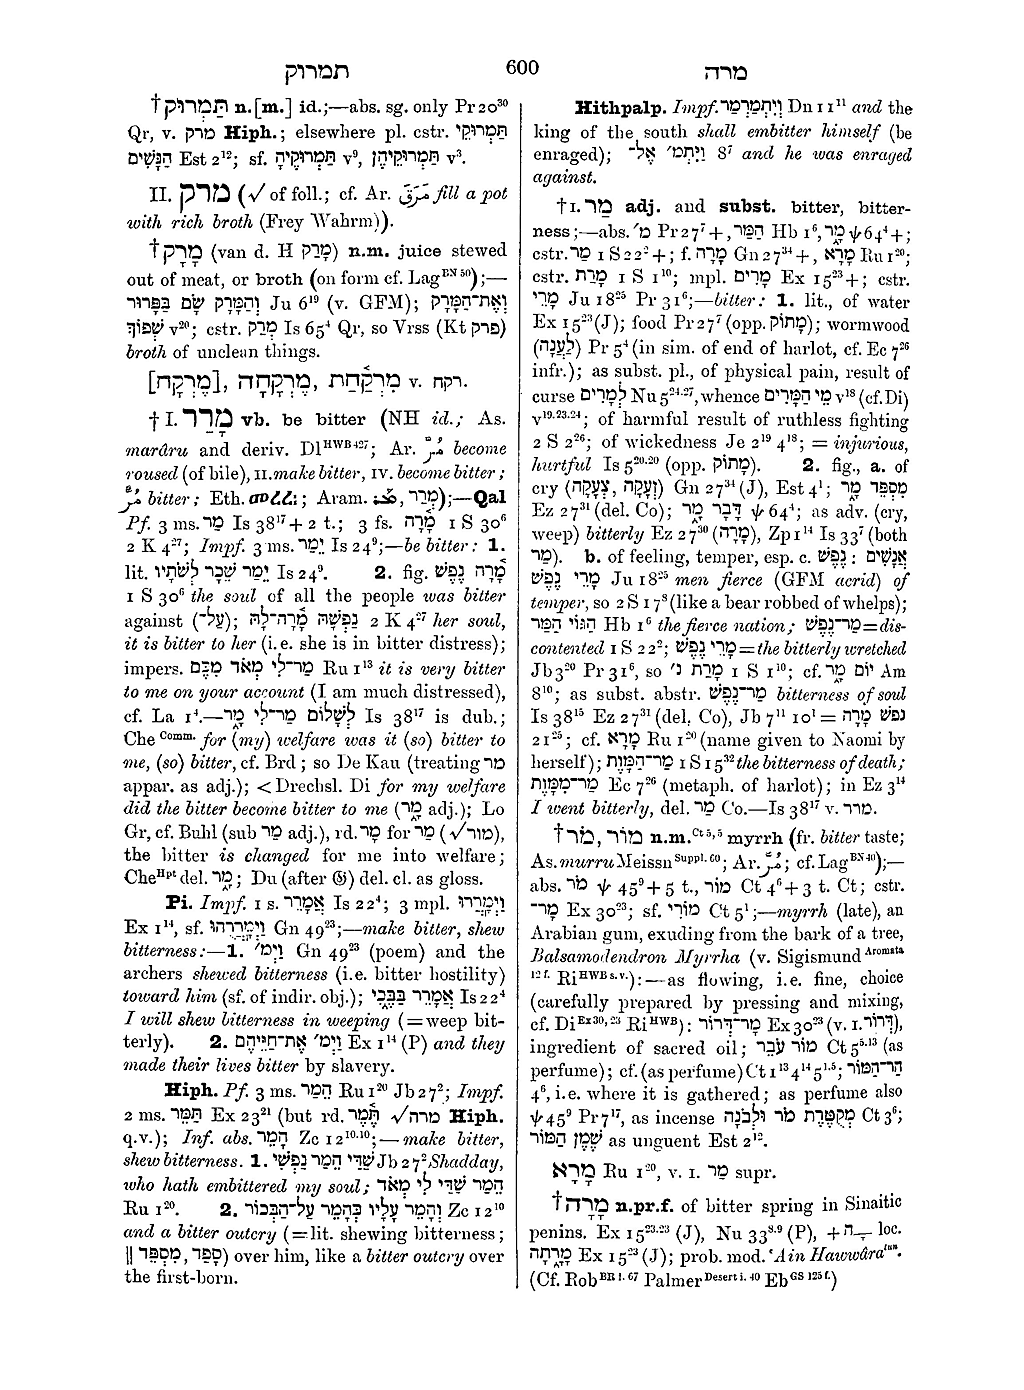 תמרוק 600 מרה
†תַּמְרוּק n.[m.] id.;—abs. sg. only Pr 20³⁰
Qr, v. מרק Hiph.; elsewhere pl. cstr. תַּמְרוּקֵי
הַנָּשִׁים Est 2¹²; sf. תַּמְרוּקֶיהָ v⁹, תַּמְרוּקֵיהֶן v³.
II. מרק (√ of foll.; cf. Ar. مَرَقَ fill a pot
with rich broth (Frey Wahrm)).
†מָרָק (van d. H מָרַק) n.m. juice stewed
out of meat, or broth (on form cf. Lag ᴮᴺ ⁵⁰);—
וְאֶת־הַמָּרָק וְהַמָּרָק שָׂם בַּפָּרוּר Ju 6¹⁹ (v. GFM);
שְׁפוֹךְ v²⁰; cstr. מְרַק Is 65⁴ Qr, so Vrss (Kt פרק)
broth of unclean things.
[מֶרְקָח], מֶרְקָחָה, מִרְקַ֫חַת v. רקח.
† I. מָרַר vb. be bitter (NH id.; As.
marâru and deriv. Dl ᴴᵂᴮ ⁴²⁷; Ar. مَرَّ become
roused (of bile), II. make bitter, IV. become bitter;
مُرٌّ bitter; Eth. መረረ፡; Aram. מְרַר,);—Qal
Pf. 3 ms. מַר Is 38¹⁷ + 2 t.; 3 fs. מָ֫רָה 1 S 30⁶
2 K 4²⁷; Impf. 3 ms. יֵמַר Is 24⁹;—be bitter: 1.
lit. יֵמַר שֵׁכָר לְשֹׁתָיו Is 24⁹. 2. fig. מָ֫רָה נֶפֶשׁ
1 S 30⁶ the soul of all the people was bitter
against (עַל־); נַפְשָׁהּ מָ֫רָה־לָהּ 2 K 4²⁷ her soul,
it is bitter to her (i.e. she is in bitter distress);
impers. מַר־לִי מְאֹד מִכֶּם Ru 1¹³ it is very bitter
to me on your account (I am much distressed),
cf. La 1⁴.—לְשָׁלוֹם מַר־לִי מָר Is 38¹⁷ is dub.;
Che ᶜᵒᵐᵐ· for (my) welfare was it (so) bitter to
me, (so) bitter, cf. Brd; so De Kau (treating מר
appar. as adj.); < Drechsl. Di for my welfare
did the bitter become bitter to me (מָר adj.); Lo
Gr, cf. Buhl (sub מַר adj.), rd. מָר for מַר (√מור),
the bitter is changed for me into welfare;
Che ᴴᵖᵗ del. מָר; Du (after 𝔊) del. cl. as gloss.
Pi. Impf. 1 s. אֲמָרֵר Is 22⁴; 3 mpl. וַיְמָרְרוּ
Ex 1¹⁴, sf. וַיְמָרְרֻהוּ Gn 49²³;—make bitter, shew
bitterness:—1. וַיְמ׳ Gn 49²³ (poem) and the
archers shewed bitterness (i.e. bitter hostility)
toward him (sf. of indir. obj.); אֲמָרֵר בַּבֶּכִי Is 22⁴
I will shew bitterness in weeping (=weep bit-
terly). 2. וַיְמ׳ אֶת־חַיֵּיהֶם Ex 1¹⁴ (P) and they
made their lives bitter by slavery.
Hiph. Pf. 3 ms. הֵמַר Ru 1²⁰ Jb 27²; Impf.
2 ms. תַּמֵּר Ex 23²¹ (but rd. תֶּ֫מֶר √מרה Hiph.
q.v.); Inf. abs. הָמֵר Zc 12¹⁰·¹⁰;—make bitter,
shew bitterness. 1. שַׁדַּי הֵמַר נַפְשִׁי Jb 27² Shadday,
who hath embittered my soul; הֵמַר שַׁדַּי לִי מְאֹד
Ru 1²⁰. 2. וְהָמֵר עָלָיו כְּהָמֵר עַל־הַבְּכוֹר Zc 12¹⁰
and a bitter outcry (=lit. shewing bitterness;
‖ סָפַד, מִסְפֵּד) over him, like a bitter outcry over
the first-born.
Hithpalp. Impf. וַיִּתְמַרְמַר Dn 11¹¹ and the
king of the south shall embitter himself (be
enraged); וַיִּתְמ׳ אֶל־ 8⁷ and he was enraged
against.
†I. מַר adj. and subst. bitter, bitter-
ness;—abs. מ׳ Pr 27⁷ +, הַמַּר Hb 1⁶, מָר ψ 64⁴ +;
cstr. מַר 1 S 22² +; f. מָרָה Gn 27³⁴ +, מָרָא Ru 1²⁰;
cstr. מָרַת 1 S 1¹⁰; mpl. מָרִים Ex 15²³ +; cstr.
מָרֵי Ju 18²⁵ Pr 31⁶;—bitter: 1. lit., of water
Ex 15²³ (J); food Pr 27⁷ (opp. מָתוֹק); wormwood
(לַעֲנָה) Pr 5⁴ (in sim. of end of harlot, cf. Ec 7²⁶
infr.); as subst. pl., of physical pain, result of
curse לְמָרִים Nu 5²⁴·²⁷, whence מֵי הַמָּרִים v¹⁸ (cf. Di)
v¹⁹·²³·²⁴; of harmful result of ruthless fighting
2 S 2²⁶; of wickedness Je 2¹⁹ 4¹⁸; = injurious,
hurtful Is 5²⁰·²⁰ (opp. מָתוֹק). 2. fig., a. of
cry (זְעָקָה, צְעָקָה) Gn 27³⁴ (J), Est 4¹; מִסְפֵּד מָר
Ez 27³¹ (del. Co); דָּבָר מָר ψ 64⁴; as adv. (cry,
weep) bitterly Ez 27³⁰ (מָרָה), Zp 1¹⁴ Is 33⁷ (both
מַר). b. of feeling, temper, esp. c. נֶפֶשׁ: אֲנָשִׁים
מָרֵי נֶפֶשׁ Ju 18²⁵ men fierce (GFM acrid) of
temper, so 2 S 17⁸ (like a bear robbed of whelps);
הַגּוֹי הַמַּר Hb 1⁶ the fierce nation; מַר־נֶפֶשׁ = dis-
contented 1 S 22²; מָרֵי נֶפֶשׁ = the bitterly wretched
Jb 3²⁰ Pr 31⁶, so מָרַת נ׳ 1 S 1¹⁰; cf. יוֹם מָר Am
8¹⁰; as subst. abstr. מַר־נֶפֶשׁ bitterness of soul
Is 38¹⁵ Ez 27³¹ (del. Co), Jb 7¹¹ 10¹ = נפש מָרָה
21²⁵; cf. מָרָא Ru 1²⁰ (name given to Naomi by
herself); מַר־הַמָּוֶת 1 S 15³² the bitterness of death;
מַר־מִמָּוֶת Ec 7²⁶ (metaph. of harlot); in Ez 3¹⁴
I went bitterly, del. מַר Co.—Is 38¹⁷ v. מרר.
†מֹר, מוֹר n.m. ᶜᵗ ⁵,⁵ myrrh (fr. bitter taste;
As. murru Meissn ˢᵘᵖᵖˡ· ⁶⁰; Ar. مُرٌّ; cf. Lag ᴮᴺ ⁴⁰);—
abs. מֹר ψ 45⁹ + 5 t., מוֹר Ct 4⁶ + 3 t. Ct; cstr.
מָר־ Ex 30²³; sf. מוֹרִי Ct 5¹;—myrrh (late), an
Arabian gum, exuding from the bark of a tree,
Balsamodendron Myrrha (v. Sigismund ᴬʳᵒᵐᵃᵗᵃ
¹²ᶠ· Ri ᴴᵂᴮ ˢ·ᵛ·):—as flowing, i.e. fine, choice
(carefully prepared by pressing and mixing,
cf. Di ᴱˣ ³⁰,²³ Ri ᴴᵂᴮ): מָר־דְּרוֹר Ex 30²³ (v. I. דְּרוֹר),
ingredient of sacred oil; מוֹר עֹבֵר Ct 5⁵·¹³ (as
perfume); cf. (as perfume) Ct 1¹³ 4¹⁴ 5¹·⁵; הַר־הַמּוֹר
4⁶, i.e. where it is gathered; as perfume also
ψ 45⁹ Pr 7¹⁷, as incense מְקֻטֶּרֶת מֹר וּלְבֹנָה Ct 3⁶;
שֶׁמֶן הַמּוֹר as unguent Est 2¹².
מָרָא Ru 1²⁰, v. I. מַר supr.
†מָרָה n.pr.f. of bitter spring in Sinaitic
penins. Ex 15²³·²³ (J), Nu 33⁸·⁹ (P), + ־ָה loc.
מָרָתָה Ex 15²³ (J); prob. mod. ‛Ain Hawwâra
(Cf. Rob ᴮᴿ ¹· ⁶⁷ Palmer ᴰᵉˢᵉʳᵗ ⁱ· ⁴⁰ Eb ᴳˢ ¹²⁵ ᶠ·)